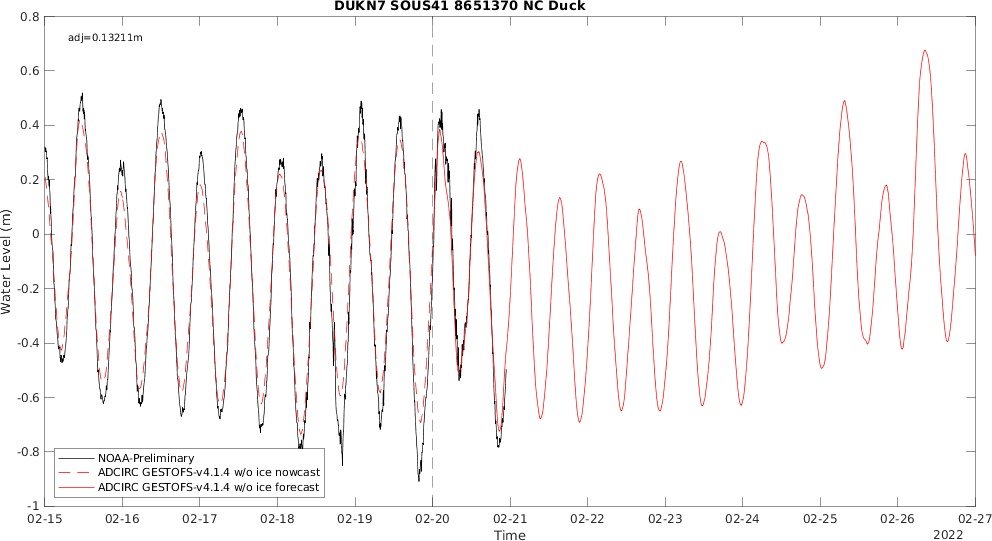 DUKN7 SOUS41 8651370 NC Duck
adj=0.13211m
Water Level (m)
0.8
0.6
0.4
0.2
0
-0.2
-0.4
-0.6
-0.8
-1
NOAA-Preliminary
ADCIRC GESTOFS-v4.1.4 w/o ice nowcast
ADCIRC GESTOFS-v4.1.4 w/o ice forecast
02-15 02-16 02-17 02-18 02-19 02-20 02-21 02-22 02-23 02-24 02-25 02-26 02-27
Time
2022